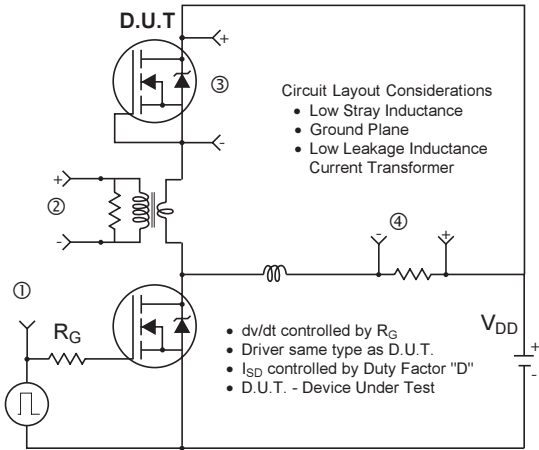 D.U.T
+
③
-
Circuit Layout Considerations
• Low Stray Inductance
• Ground Plane
• Low Leakage Inductance
Current Transformer
+
②
-
④
-
+
①
R_G
V_DD
+
-
• dv/dt controlled by R_G
• Driver same type as D.U.T.
• I_SD controlled by Duty Factor "D"
• D.U.T. - Device Under Test